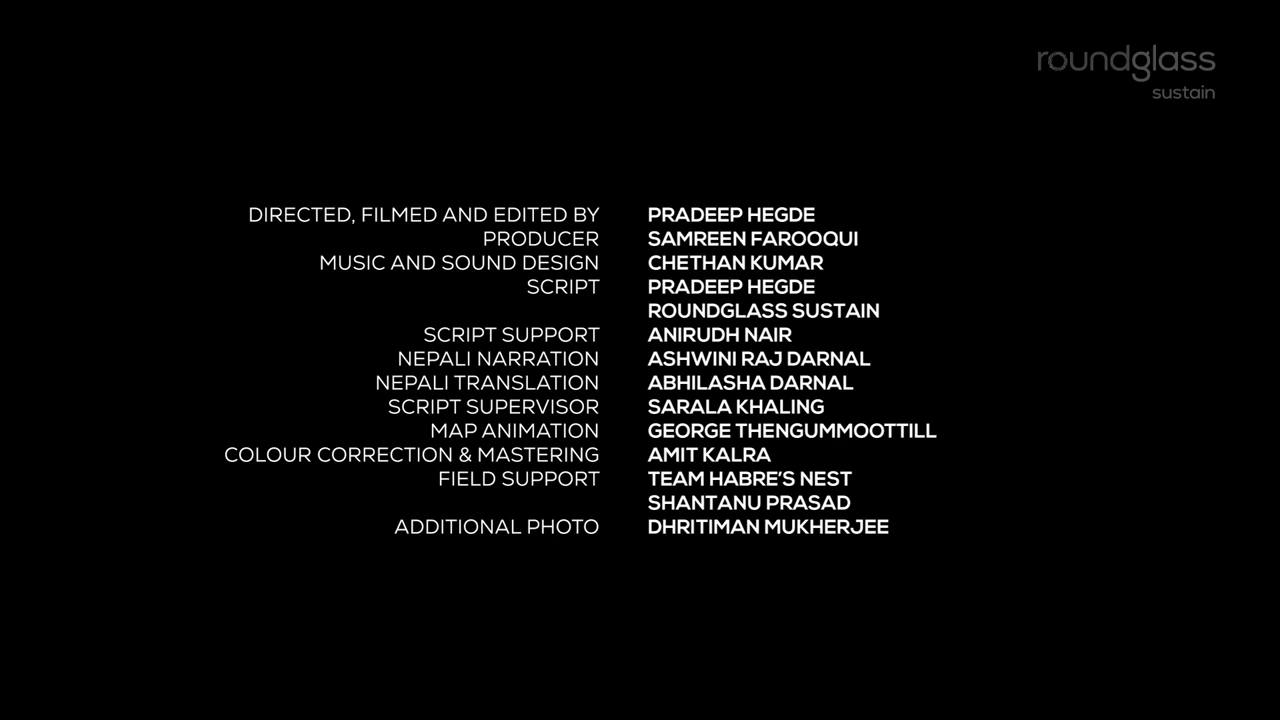 roundglass
sustain
DIRECTED, FILMED AND EDITED BY PRADEEP HEGDE
PRODUCER SAMREEN FAROOQUI
MUSIC AND SOUND DESIGN CHETHAN KUMAR
SCRIPT PRADEEP HEGDE
ROUNDGLASS SUSTAIN
SCRIPT SUPPORT ANIRUDH NAIR
NEPALI NARRATION ASHWINI RAJ DARNAL
NEPALI TRANSLATION ABHILASHA DARNAL
SCRIPT SUPERVISOR SARALA KHALING
MAP ANIMATION GEORGE THENGUMMOOTTILL
COLOUR CORRECTION & MASTERING AMIT KALRA
FIELD SUPPORT TEAM HABRE'S NEST
SHANTANU PRASAD
ADDITIONAL PHOTO DHRITIMAN MUKHERJEE